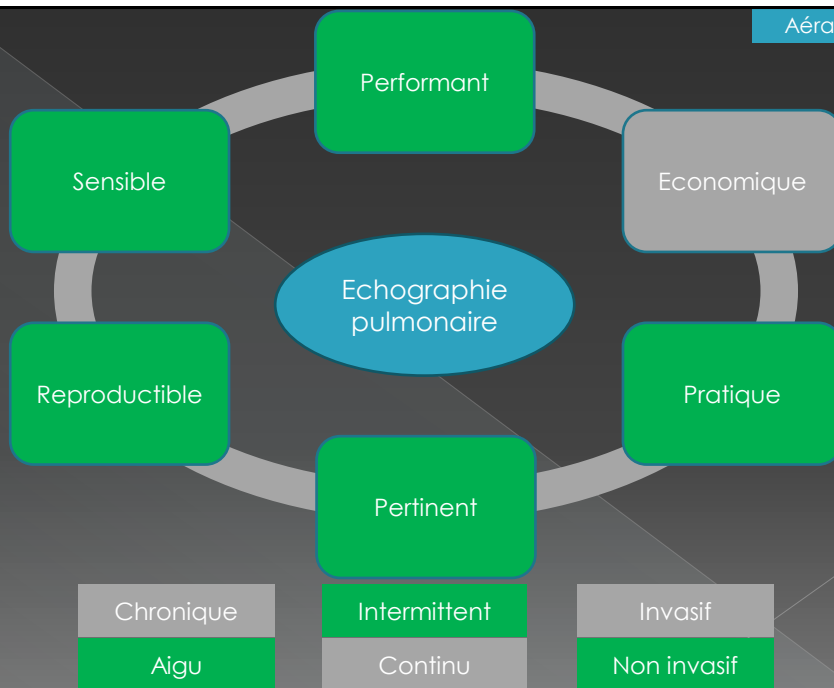 Aéra
Performant
Sensible
Economique
Echographie
pulmonaire
Reproductible
Pratique
Pertinent
Chronique
Intermittent
Invasif
Aigu
Continu
Non invasif